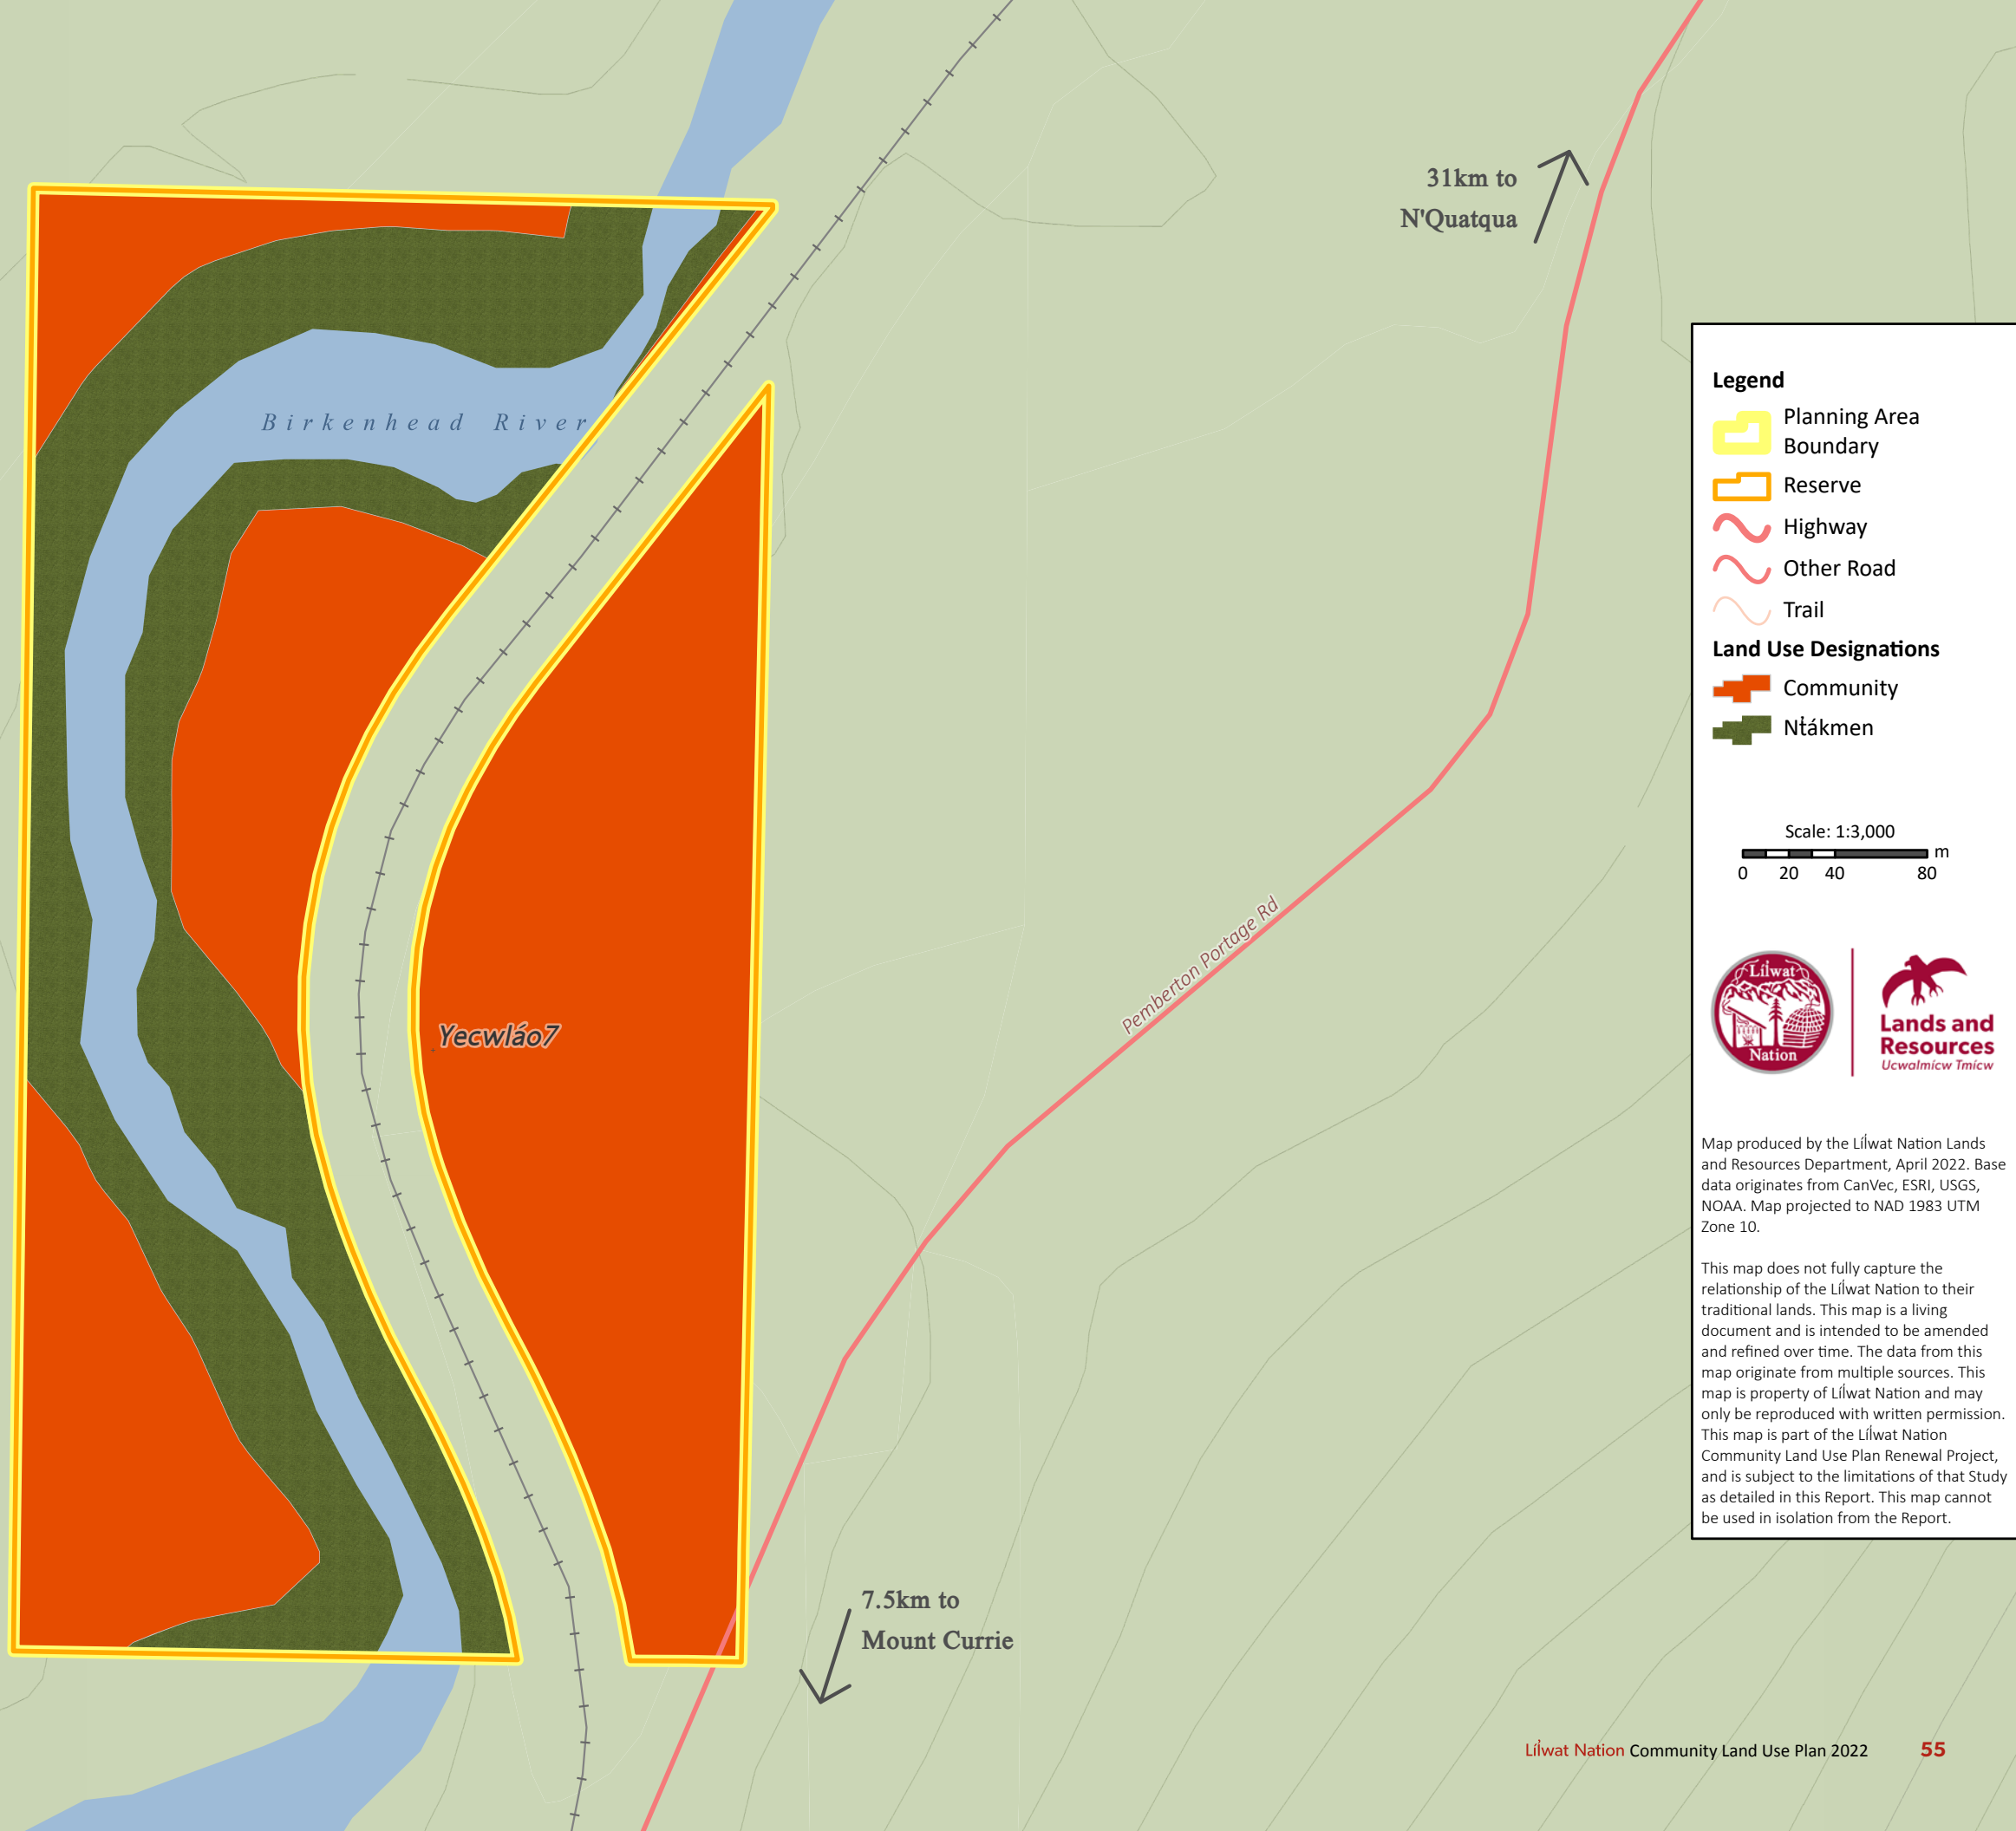 31km to
N'Quatqua
Birkenhead River
Yecwláo7
Pemberton Portage Rd
7.5km to
Mount Currie
Legend
Planning Area
Boundary
Reserve
Highway
Other Road
Trail
Land Use Designations
Community
Nt̓ákmen
Scale: 1:3,000
m
0 20 40 80
Líl̓wat
Nation
Lands and
Resources
Ucwalmícw Tmicw
Map produced by the Líl̓wat Nation Lands
and Resources Department, April 2022. Base
data originates from CanVec, ESRI, USGS,
NOAA. Map projected to NAD 1983 UTM
Zone 10.
This map does not fully capture the
relationship of the Líl̓wat Nation to their
traditional lands. This map is a living
document and is intended to be amended
and refined over time. The data from this
map originate from multiple sources. This
map is property of Líl̓wat Nation and may
only be reproduced with written permission.
This map is part of the Líl̓wat Nation
Community Land Use Plan Renewal Project,
and is subject to the limitations of that Study
as detailed in this Report. This map cannot
be used in isolation from the Report.
Líl̓wat Nation Community Land Use Plan 2022 55